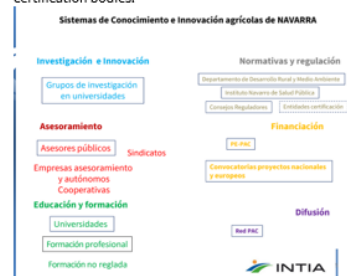 certification bodies.
Sistemas de Conocimiento e Innovación agrícolas de NAVARRA
Investigación e Innovación
Grupos de investigación
en universidades
Asesoramiento
Asesores públicos
Sindicatos
Empresas asesoramiento
y autónomos
Cooperativas
Educación y formación
Universidades
Formación profesional
Formación no reglada
Normativas y regulación
Departamento de Desarrollo Rural y Medio Ambiente
Instituto Navarro de Salud Pública
Consejos Reguladores
Entidades certificación
Financiación
PE-PAC
Convocatorias proyectos nacionales
y europeos
Difusión
Red PAC
INTIA